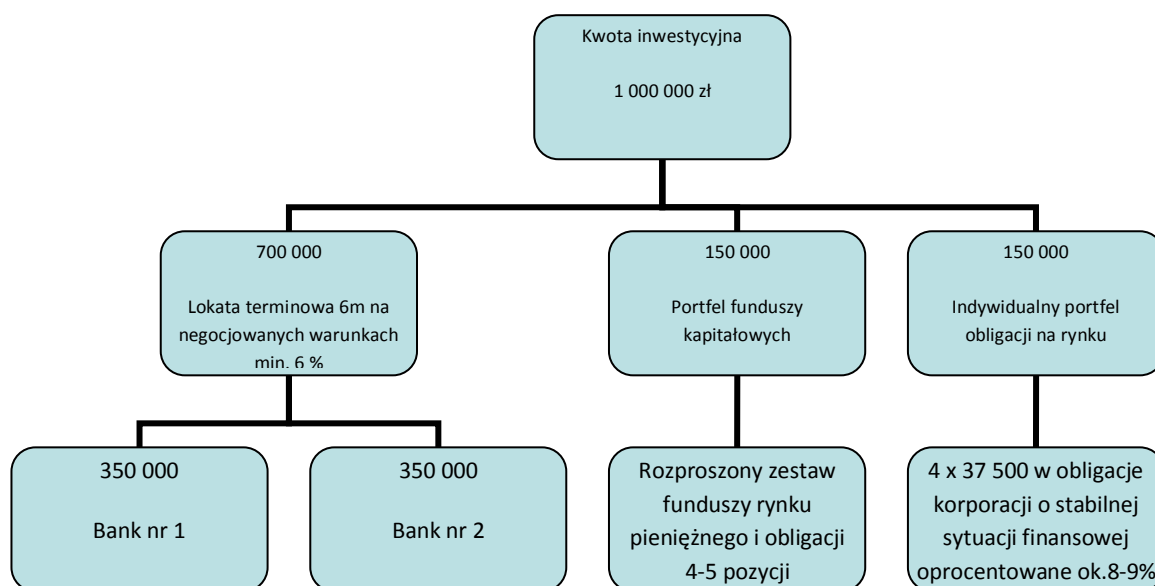 Kwota inwestycyjna
1 000 000 zł
700 000
Lokata terminowa 6m na
negocjowanych warunkach
min. 6 %
150 000
Portfel funduszy
kapitałowych
150 000
Indywidualny portfel
obligacji na rynku
350 000
Bank nr 1
350 000
Bank nr 2
Rozproszony zestaw
funduszy rynku
pieniężnego i obligacji
4-5 pozycji
4 x 37 500 w obligacje
korporacji o stabilnej
sytuacji finansowej
oprocentowane ok.8-9%